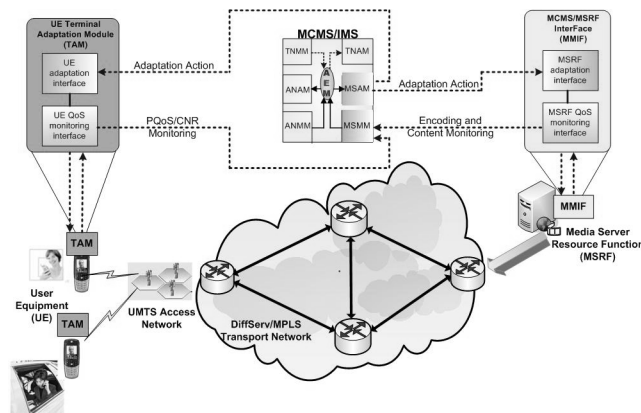 UE Terminal
Adaptation Module
(TAM)
UE
adaptation
interface
UE QoS
monitoring
interface
Adaptation Action
PQoS/CNR
Monitoring
MCMS/IMS
TNMM
TNAM
AEM
ANAM
MSAM
ANMM
MSMM
Adaptation Action
Encoding and
Content Monitoring
MCMS/MSRF
InterFace
(MMIF)
MSRF
adaptation
interface
MSRF QoS
monitoring
interface
MMIF
Media Server
Resource Function
(MSRF)
TAM
User
Equipment (UE)
TAM
UMTS Access
Network
DiffServ/MPLS
Transport Network